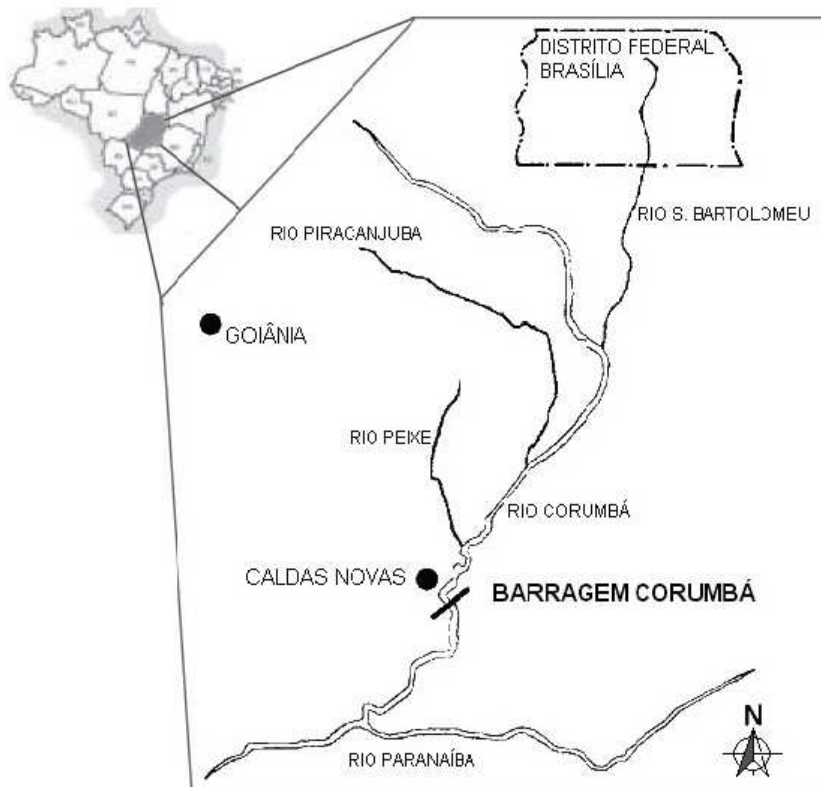 DISTRITO FEDERAL
BRASÍLIA
RIO S. BARTOLOMEU
RIO PIRACANJUBA
GOIÂNIA
RIO PEIXE
RIO CORUMBÁ
CALDAS NOVAS
BARRAGEM CORUMBÁ
N
RIO PARANAÍBA